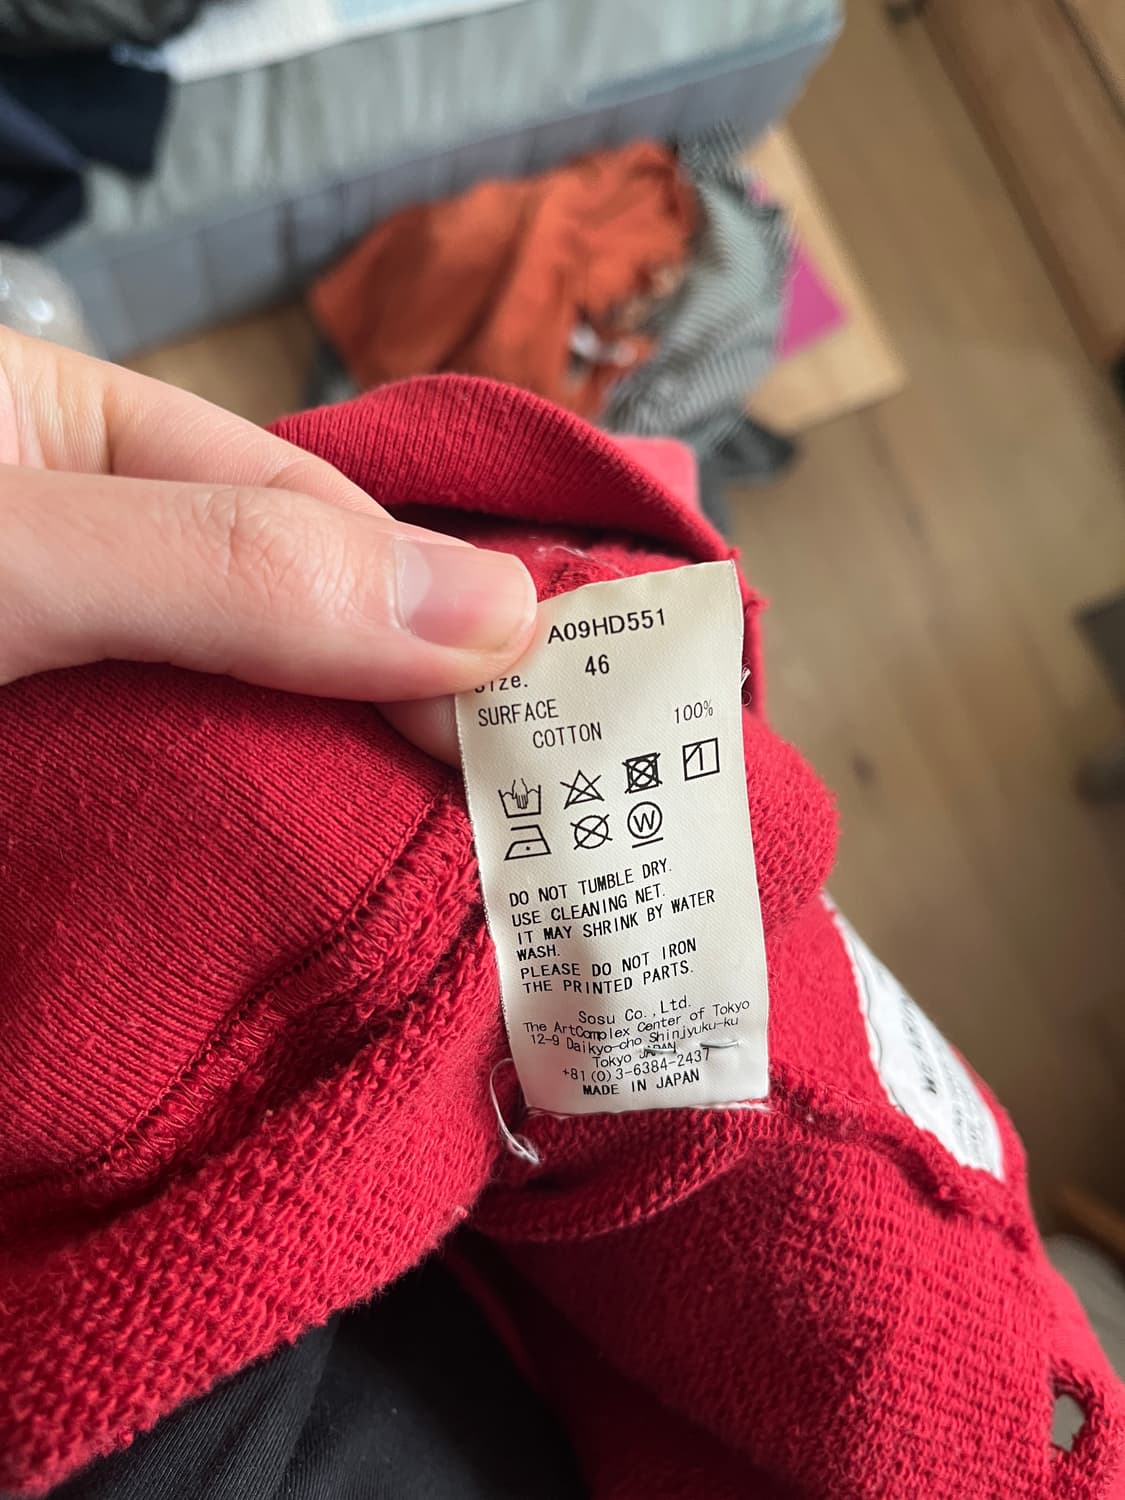 A09HD551
Size. 46
SURFACE
COTTON 100%
W
DO NOT TUMBLE DRY.
USE CLEANING NET.
IT MAY SHRINK BY WATER
WASH.
PLEASE DO NOT IRON
THE PRINTED PARTS.
Sosu Co.,Ltd.
The ArtComplex Center of Tokyo
12-9 Daikyo-cho Shinjyuku-ku
Tokyo JAPAN
+81(0)3-6384-2437
MADE IN JAPAN